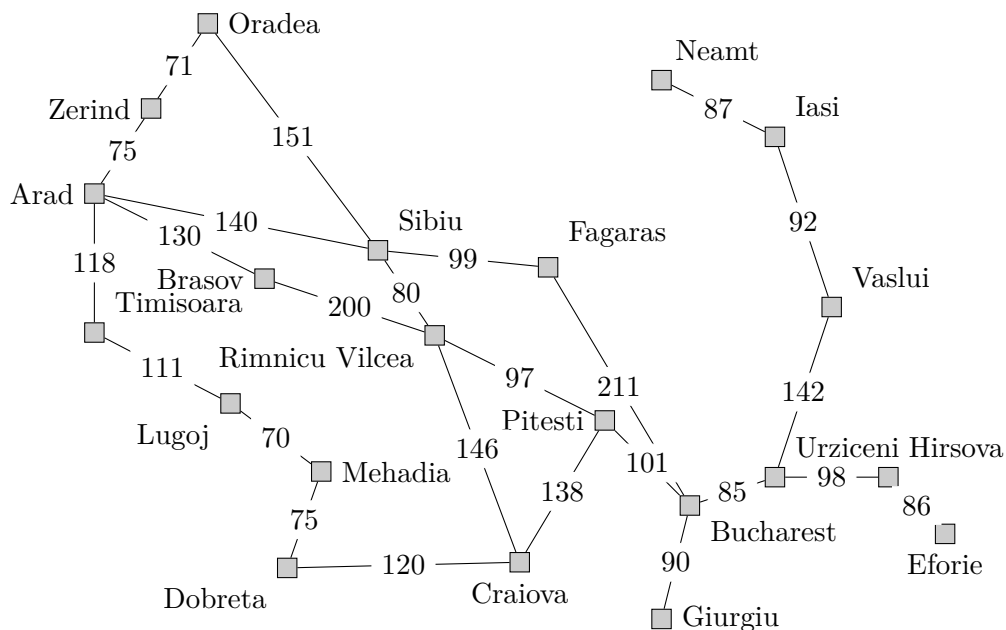 Oradea
Neamt
71
87
Iasi
Zerind
151
75
Arad
140
Sibiu
92
130
Fagaras
118
99
Brasov
Vaslui
Timisoara
80
200
Rimnicu Vilcea
111
97
211
142
Pitesti
Lugoj
70
146
Urziceni Hirsova
101
Mehadia
85
98
138
86
75
Bucharest
120
90
Eforie
Dobreta
Craiova
Giurgiu